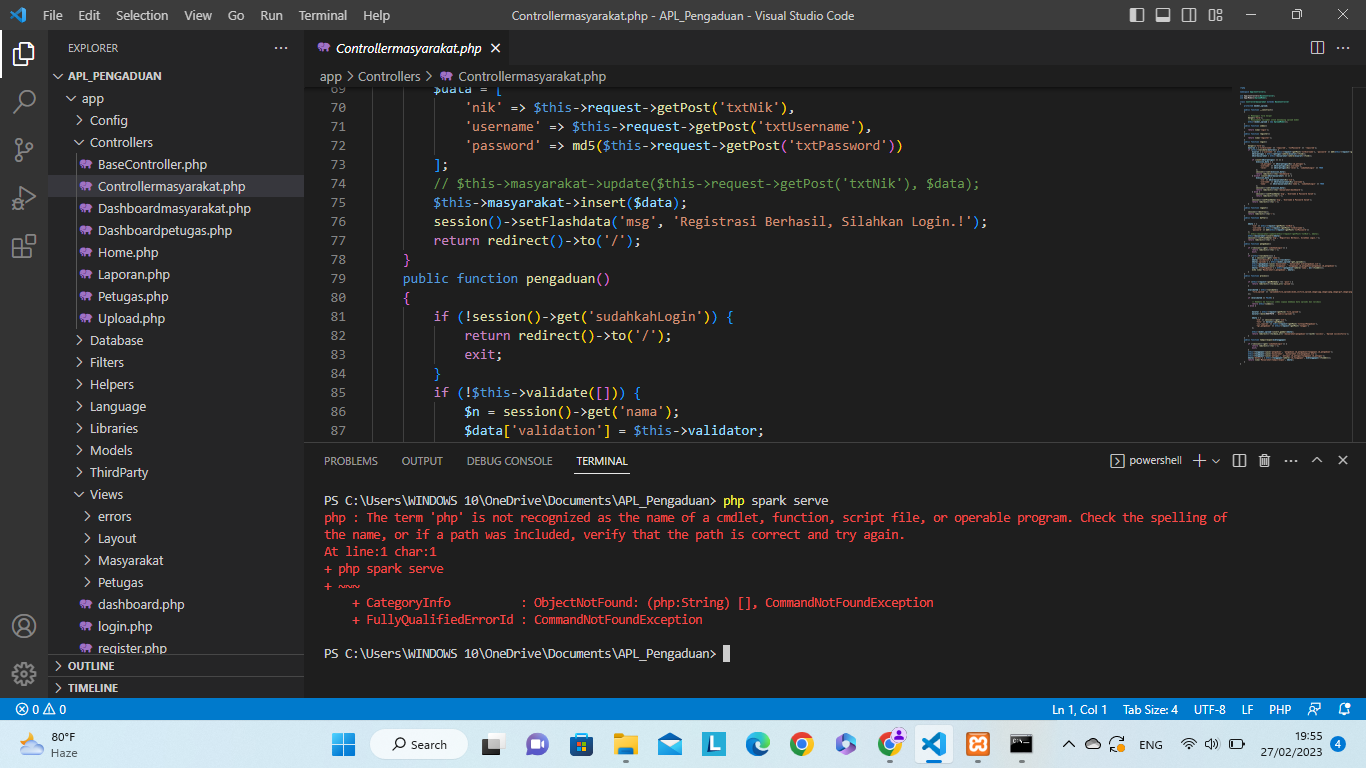 File Edit Selection View Go Run Terminal Help
Controllermasyarakat.php - APL_Pengaduan - Visual Studio Code
EXPLORER
APL_PENGADUAN
app
Config
Controllers
BaseController.php
Controllermasyarakat.php
Dashboardmasyarakat.php
Dashboardpetugas.php
Home.php
Laporan.php
Petugas.php
Upload.php
Database
Filters
Helpers
Language
Libraries
Models
ThirdParty
Views
errors
Layout
Masyarakat
Petugas
dashboard.php
login.php
register.php
OUTLINE
TIMELINE
Controllermasyarakat.php
app > Controllers > Controllermasyarakat.php
69 $data = [
70 'nik' => $this->request->getPost('txtNik'),
71 'username' => $this->request->getPost('txtUsername'),
72 'password' => md5($this->request->getPost('txtPassword'))
73 ];
74 // $this->masyarakat->update($this->request->getPost('txtNik'), $data);
75 $this->masyarakat->insert($data);
76 session()->setFlashdata('msg', 'Registrasi Berhasil, Silahkan Login.!');
77 return redirect()->to('/');
78 }
79 public function pengaduan()
80 {
81 if (!session()->get('sudahkahLogin')) {
82 return redirect()->to('/');
83 exit;
84 }
85 if (!$this->validate([])) {
86 $n = session()->get('nama');
87 $data['validation'] = $this->validator;
PROBLEMS OUTPUT DEBUG CONSOLE TERMINAL
powershell
PS C:\Users\WINDOWS 10\OneDrive\Documents\APL_Pengaduan> php spark serve
php : The term 'php' is not recognized as the name of a cmdlet, function, script file, or operable program. Check the spelling of
the name, or if a path was included, verify that the path is correct and try again.
At line:1 char:1
+ php spark serve
+ ~~~
+ CategoryInfo : ObjectNotFound: (php:String) [], CommandNotFoundException
+ FullyQualifiedErrorId : CommandNotFoundException
PS C:\Users\WINDOWS 10\OneDrive\Documents\APL_Pengaduan>
0 0
Ln 1, Col 1 Tab Size: 4 UTF-8 LF PHP
80°F
Haze
Search
ENG
19:55
27/02/2023
4